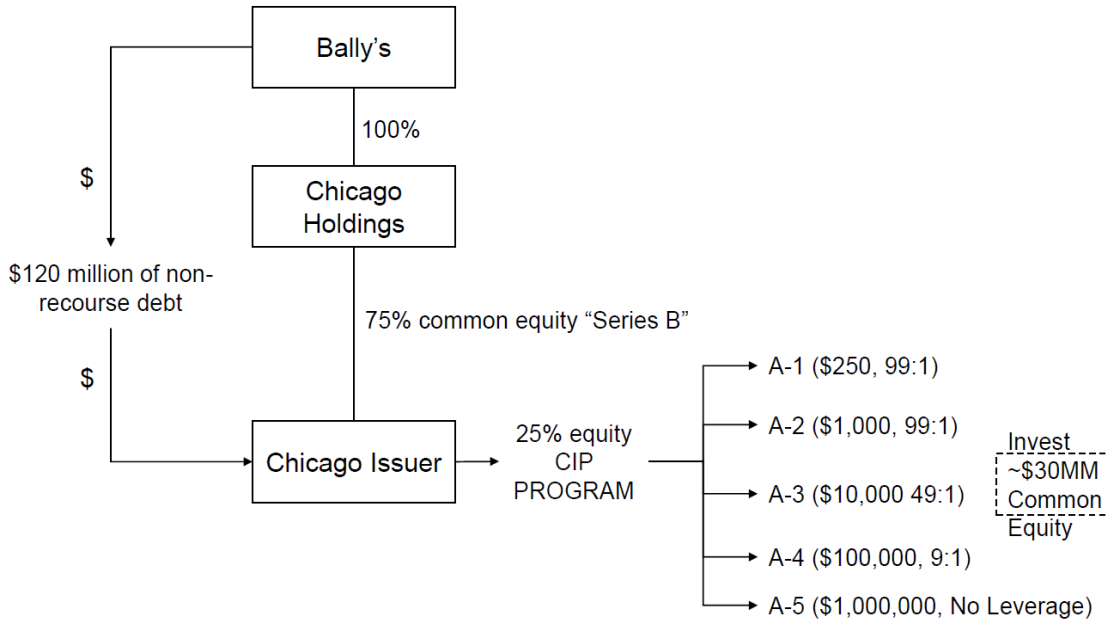 Bally's
100%
$
Chicago
Holdings
$120 million of non-
recourse debt
75% common equity “Series B”
$
Chicago Issuer
25% equity
CIP
PROGRAM
A-1 ($250, 99:1)
A-2 ($1,000, 99:1)
A-3 ($10,000 49:1)
A-4 ($100,000, 9:1)
A-5 ($1,000,000, No Leverage)
Invest
~$30MM
Common
Equity